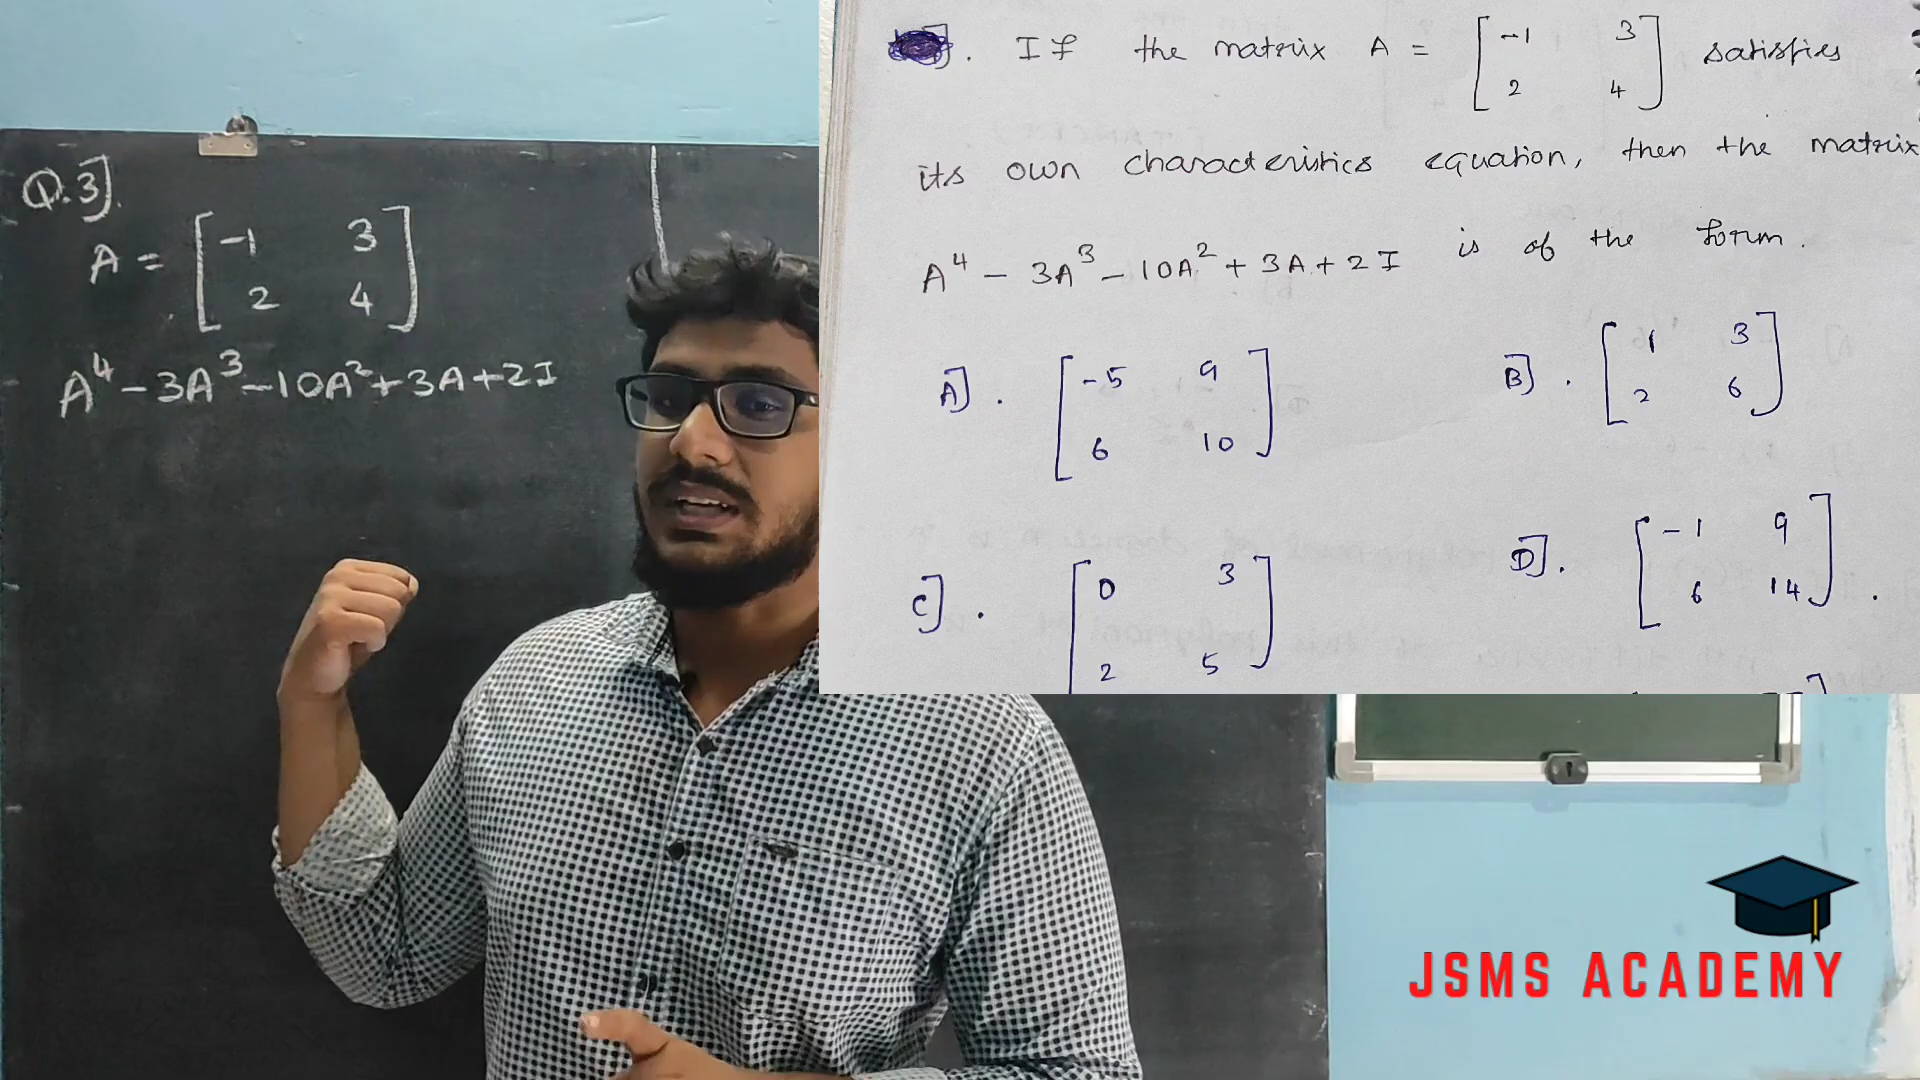 Q.3].
A = [ -1 3
2 4 ]
A⁴ - 3A³ - 10A² + 3A + 2I
]. If the matrix A = [ -1 3 ] satisfies
[ 2 4 ]
its own characteristics equation, then the matrix
A⁴ - 3A³ - 10A² + 3A + 2I is of the form.
A]. [ -5 9
6 10 ]
B]. [ 1 3
2 6 ]
C]. [ 0 3
2 5 ]
D]. [ -1 9
6 14 ].
JSMS ACADEMY